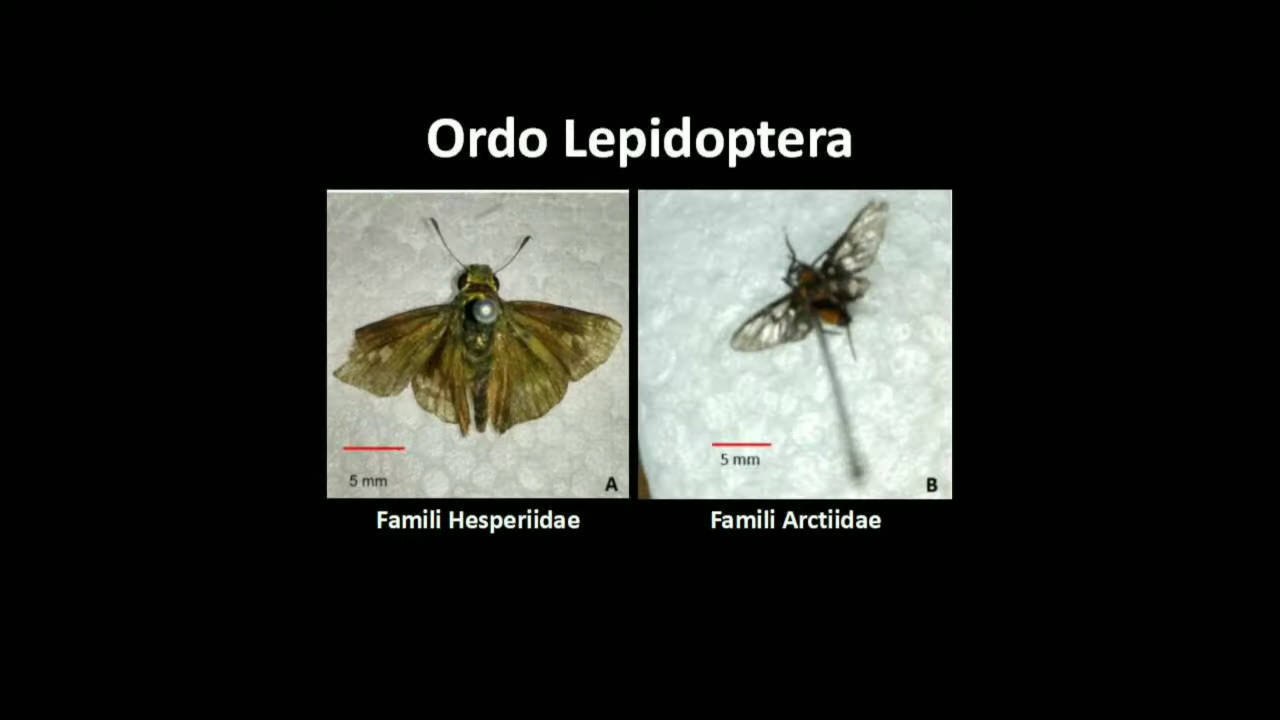 Ordo Lepidoptera
5 mm
A
5 mm
B
Famili Hesperiidae
Famili Arctiidae